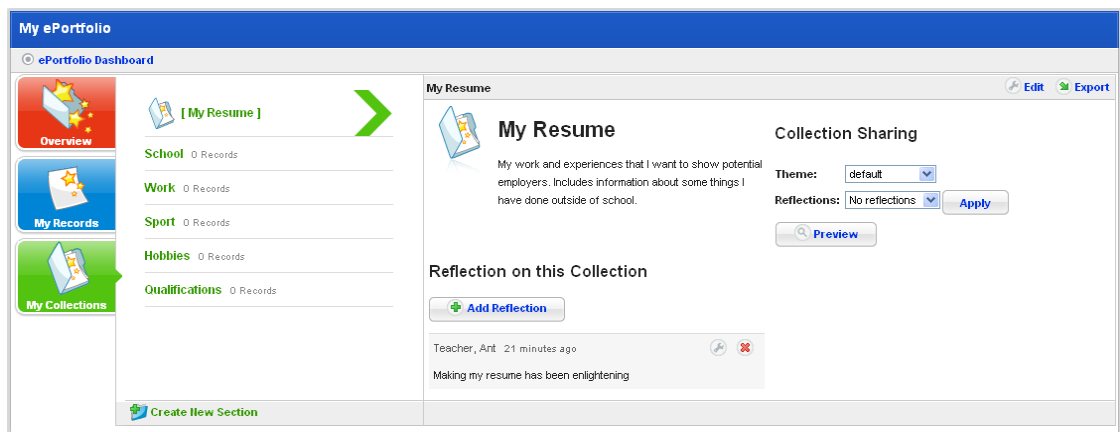 My ePortfolio
ePortfolio Dashboard
Overview
My Records
My Collections
[ My Resume ]
School 0 Records
Work 0 Records
Sport 0 Records
Hobbies 0 Records
Qualifications 0 Records
Create New Section
My Resume
Edit Export
My Resume
My work and experiences that I want to show potential
employers. Includes information about some things I
have done outside of school.
Collection Sharing
Theme: default
Reflections: No reflections Apply
Preview
Reflection on this Collection
Add Reflection
Teacher, Ant 21 minutes ago
Making my resume has been enlightening